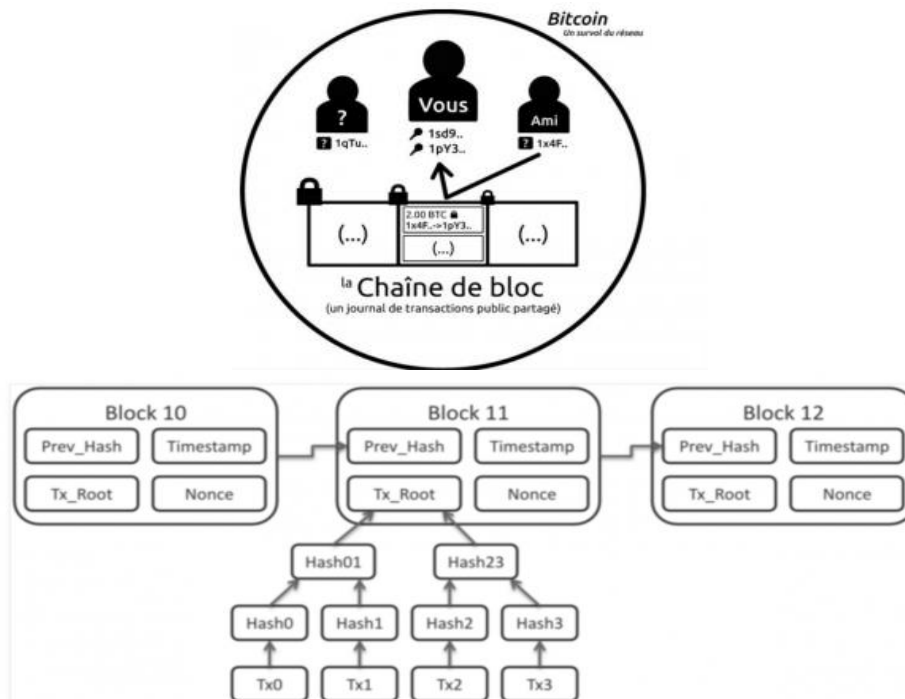 Bitcoin
Un survol du réseau
?
Vous
Ami
? 1qTu..
1sd9..
1pY3..
? 1x4F..
(...)
2.00 BTC
1x4F..->1pY3..
(...)
(...)
la Chaîne de bloc
(un journal de transactions public partagé)
Block 10
Block 11
Block 12
Prev_Hash
Timestamp
Prev_Hash
Timestamp
Prev_Hash
Timestamp
Tx_Root
Nonce
Tx_Root
Nonce
Tx_Root
Nonce
Hash01
Hash23
Hash0
Hash1
Hash2
Hash3
Tx0
Tx1
Tx2
Tx3